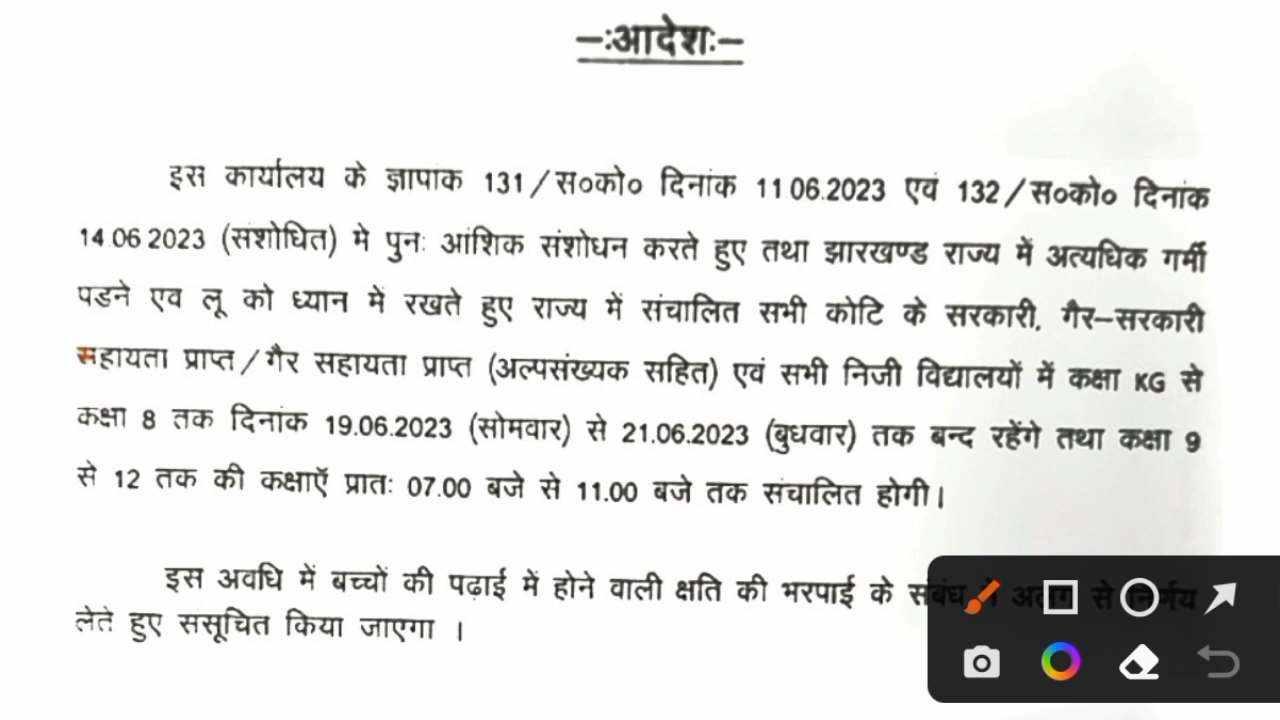 –:आदेश:–
इस कार्यालय के ज्ञापांक 131/स०को० दिनांक 11 06.2023 एवं 132/स०को० दिनांक
14.06 2023 (संशोधित) मे पुनः आंशिक संशोधन करते हुए तथा झारखण्ड राज्य में अत्यधिक गर्मी
पडने एव लू को ध्यान में रखते हुए राज्य में संचालित सभी कोटि के सरकारी, गैर–सरकारी
सहायता प्राप्त/गैर सहायता प्राप्त (अल्पसंख्यक सहित) एवं सभी निजी विद्यालयों में कक्षा KG से
कक्षा 8 तक दिनांक 19.06.2023 (सोमवार) से 21.06.2023 (बुधवार) तक बन्द रहेंगे तथा कक्षा 9
से 12 तक की कक्षाऍ प्रातः 07.00 बजे से 11.00 बजे तक संचालित होगी।
इस अवधि में बच्चों की पढ़ाई में होने वाली क्षति की भरपाई के संबंध में अलग से निर्णय
लेते हुए संसूचित किया जाएगा ।